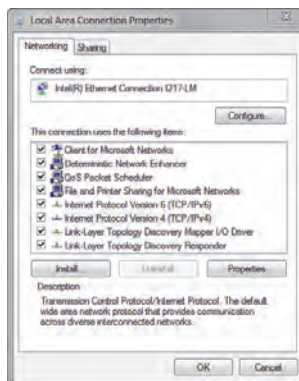 Local Area Connection Properties
Networking Sharing
Connect using:
Intel(R) Ethernet Connection I217-LM
Configure...
This connection uses the following items:
Client for Microsoft Networks
Deterministic Network Enhancer
QoS Packet Scheduler
File and Printer Sharing for Microsoft Networks
Internet Protocol Version 6 (TCP/IPv6)
Internet Protocol Version 4 (TCP/IPv4)
Link-Layer Topology Discovery Mapper I/O Driver
Link-Layer Topology Discovery Responder
Install... Uninstall Properties
Description
Transmission Control Protocol/Internet Protocol. The default
wide area network protocol that provides communication
across diverse interconnected networks.
OK Cancel